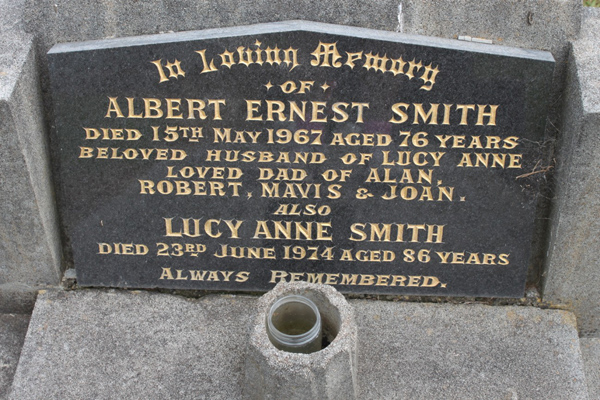 In Loving Memory
OF
ALBERT ERNEST SMITH
DIED 15TH MAY 1967 AGED 76 YEARS
BELOVED HUSBAND OF LUCY ANNE
LOVED DAD OF ALAN,
ROBERT, MAVIS & JOAN.
ALSO
LUCY ANNE SMITH
DIED 23RD JUNE 1974 AGED 86 YEARS
ALWAYS REMEMBERED.